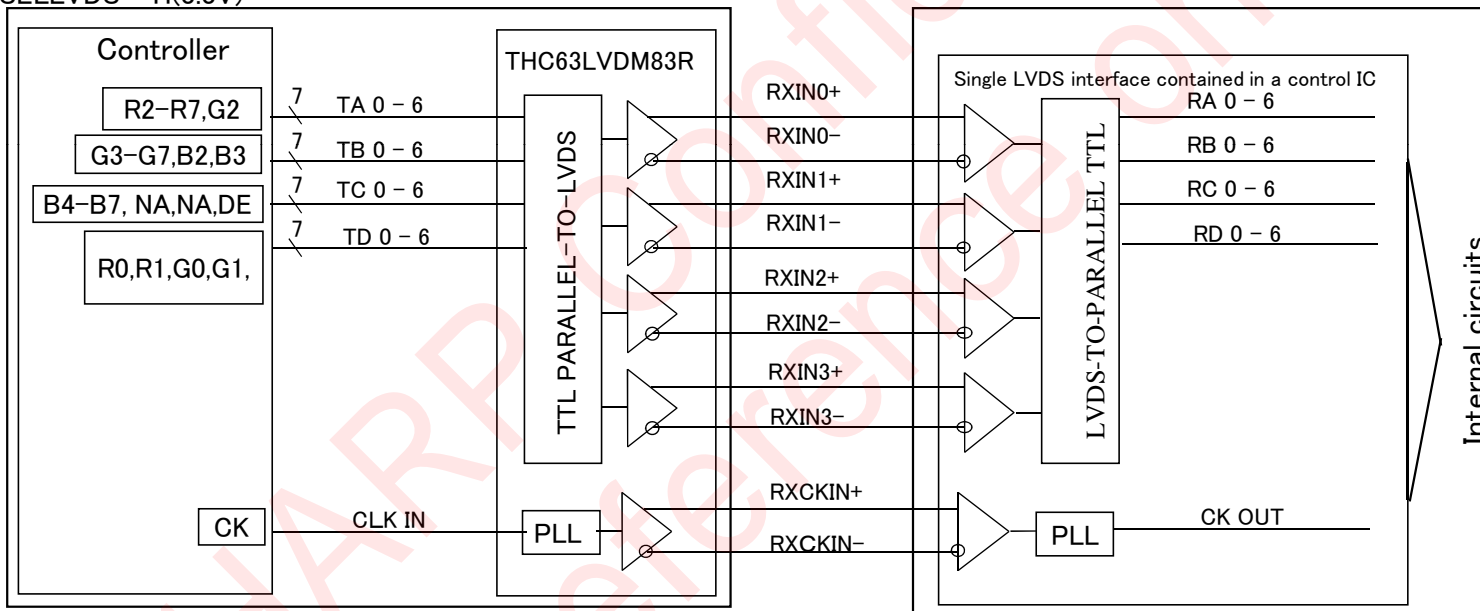 Controller
R2-R7,G2
G3-G7,B2,B3
B4-B7, NA,NA,DE
R0,R1,G0,G1,
CK
7
TA 0 - 6
7
TB 0 - 6
7
TC 0 - 6
7
TD 0 - 6
CLK IN
THC63LVDM83R
TTL PARALLEL-TO-LVDS
PLL
RXIN0+
RXIN0-
RXIN1+
RXIN1-
RXIN2+
RXIN2-
RXIN3+
RXIN3-
RXCKIN+
RXCKIN-
Single LVDS interface contained in a control IC
LVDS-TO-PARALLEL TTL
PLL
RA 0 - 6
RB 0 - 6
RC 0 - 6
RD 0 - 6
CK OUT
Internal circuits